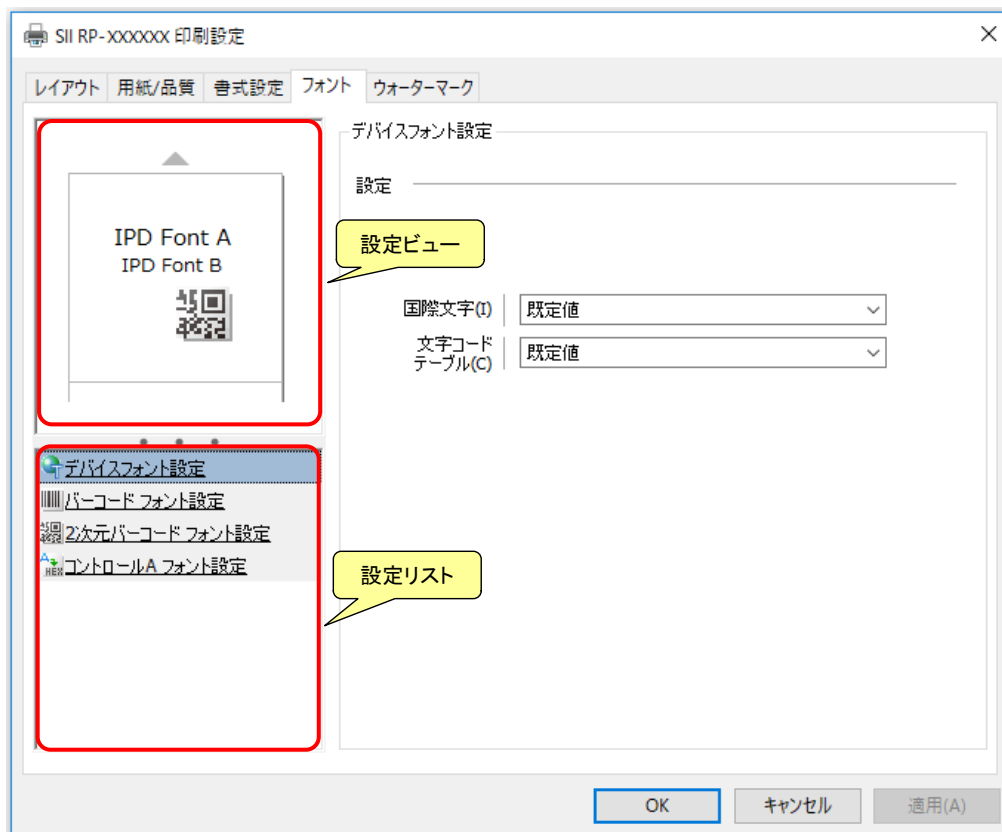 SII RP-xxxxxx 印刷設定
レイアウト 用紙/品質 書式設定 フォント ウォーターマーク
IPD Font A
IPD Font B
設定ビュー
デバイスフォント設定
バーコード フォント設定
2次元バーコード フォント設定
コントロールA フォント設定
設定リスト
デバイスフォント設定
設定
国際文字(I) 既定値
文字コード
テーブル(C) 既定値
OK キャンセル 適用(A)